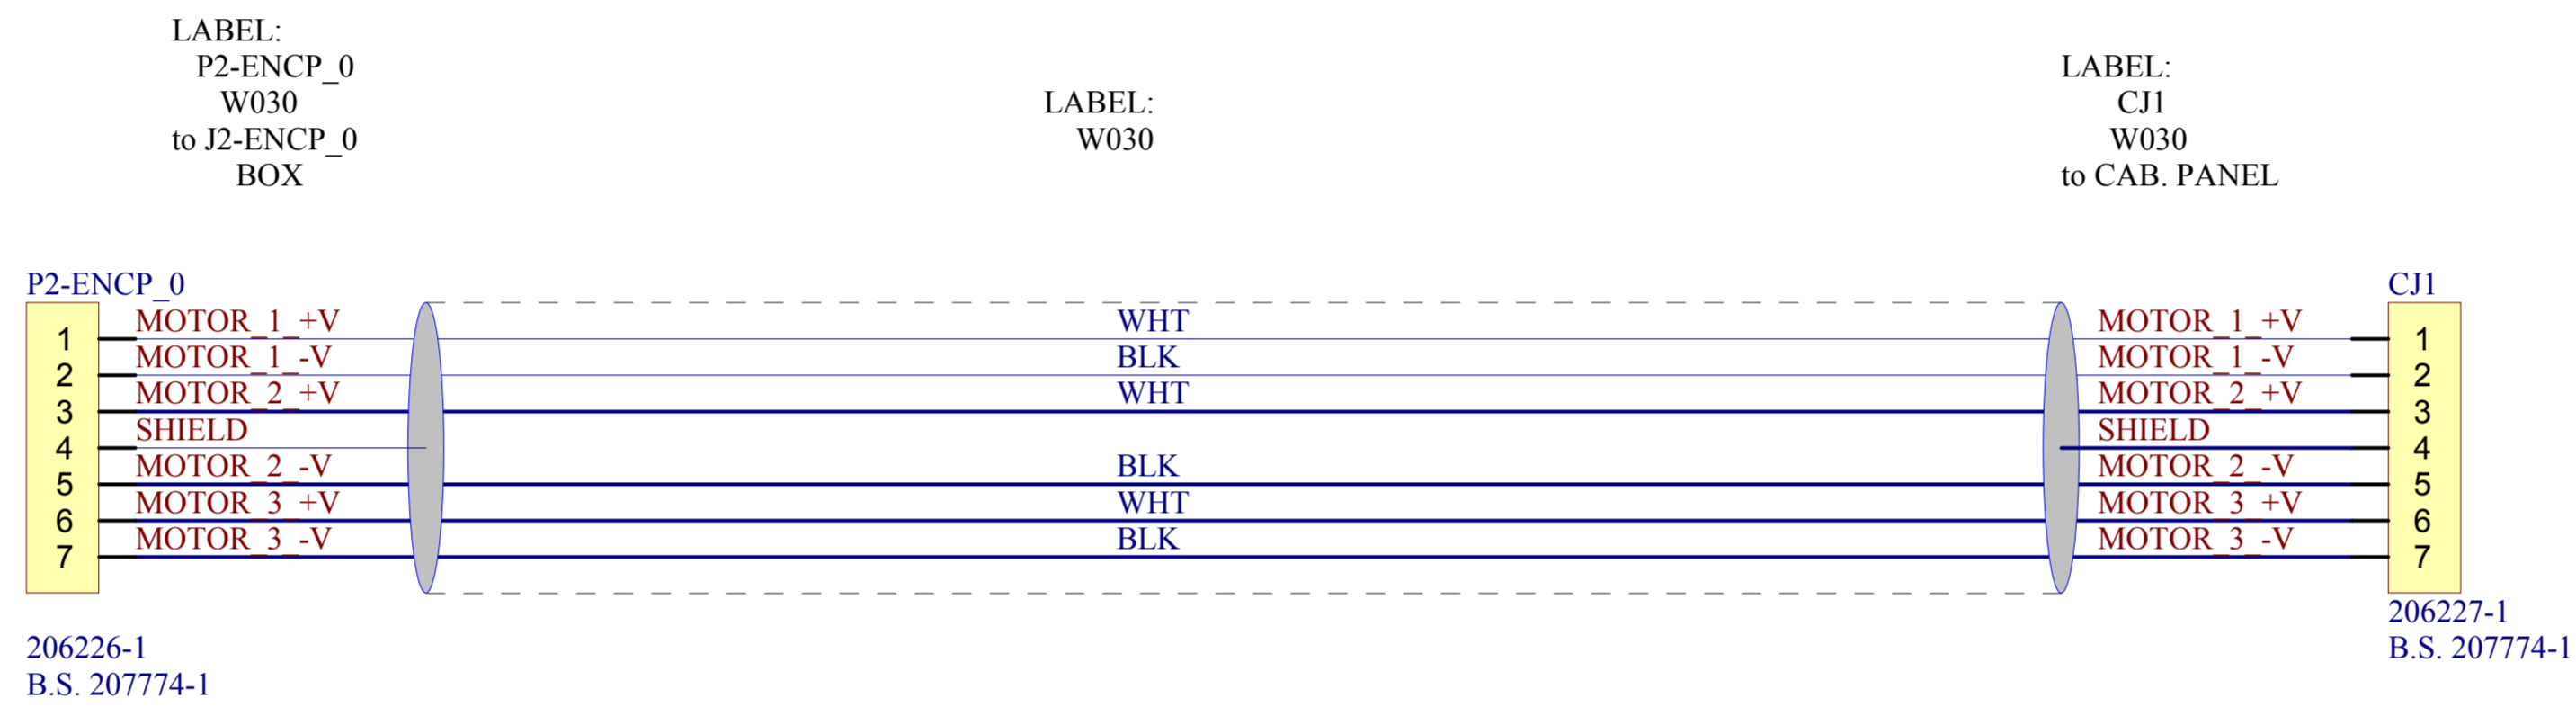 LABEL:
P2-ENCP_0
W030
to J2-ENCP_0
BOX
LABEL:
W030
LABEL:
CJ1
W030
to CAB. PANEL
P2-ENCP_0
1
2
3
4
5
6
7
MOTOR_1_+V
MOTOR_1_-V
MOTOR_2_+V
SHIELD
MOTOR_2_-V
MOTOR_3_+V
MOTOR_3_-V
206226-1
B.S. 207774-1
WHT
BLK
WHT
BLK
WHT
BLK
CJ1
MOTOR_1_+V
MOTOR_1_-V
MOTOR_2_+V
SHIELD
MOTOR_2_-V
MOTOR_3_+V
MOTOR_3_-V
1
2
3
4
5
6
7
206227-1
B.S. 207774-1